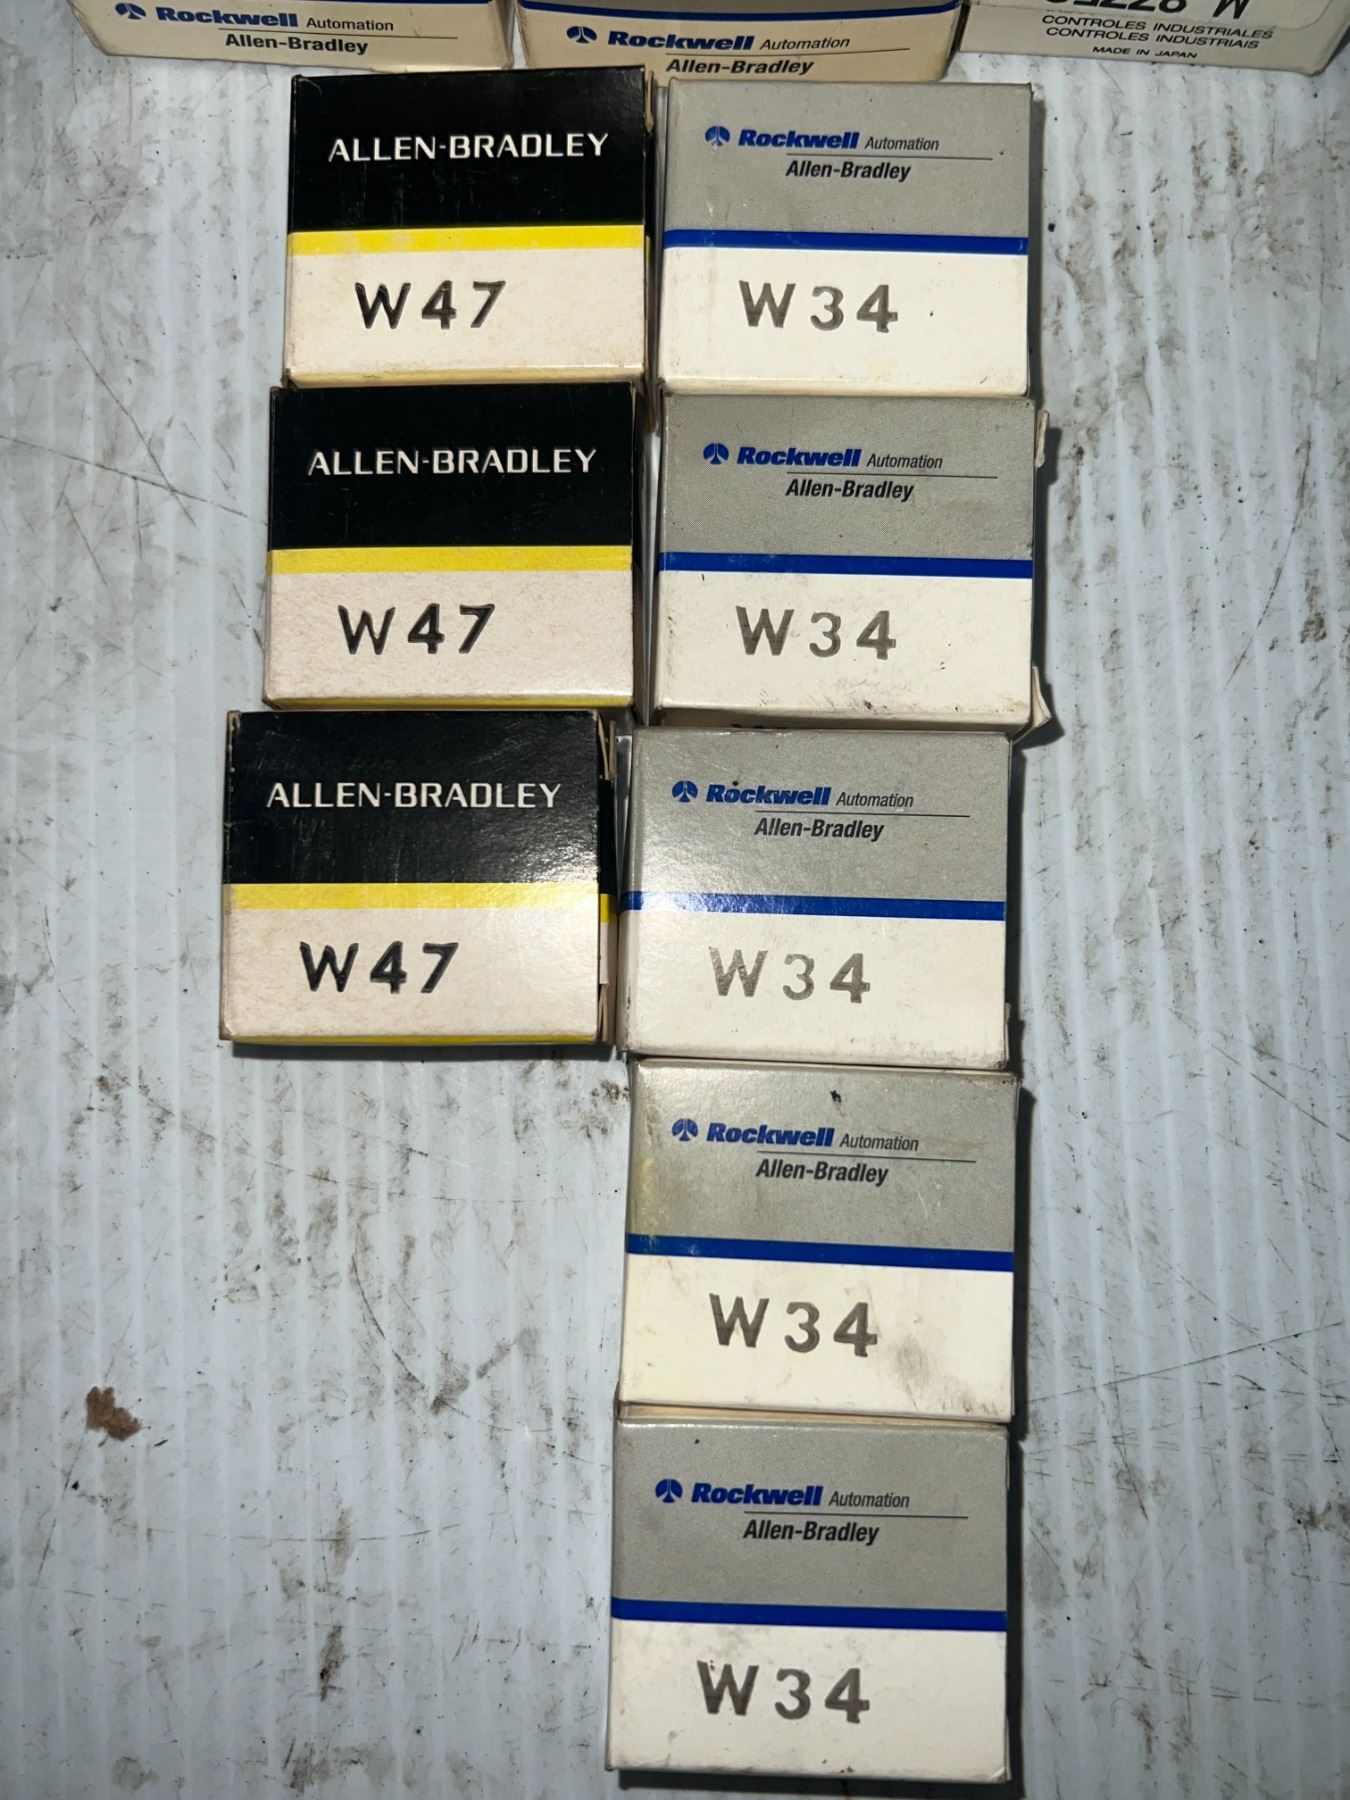 Rockwell Automation
Allen-Bradley
Rockwell Automation
Allen-Bradley
CONTROLES INDUSTRIALES
CONTROLES INDUSTRIAIS
MADE IN JAPAN
ALLEN-BRADLEY
W47
Rockwell Automation
Allen-Bradley
W34
ALLEN-BRADLEY
W47
Rockwell Automation
Allen-Bradley
W34
ALLEN-BRADLEY
W47
Rockwell Automation
Allen-Bradley
W34
Rockwell Automation
Allen-Bradley
W34
Rockwell Automation
Allen-Bradley
W34